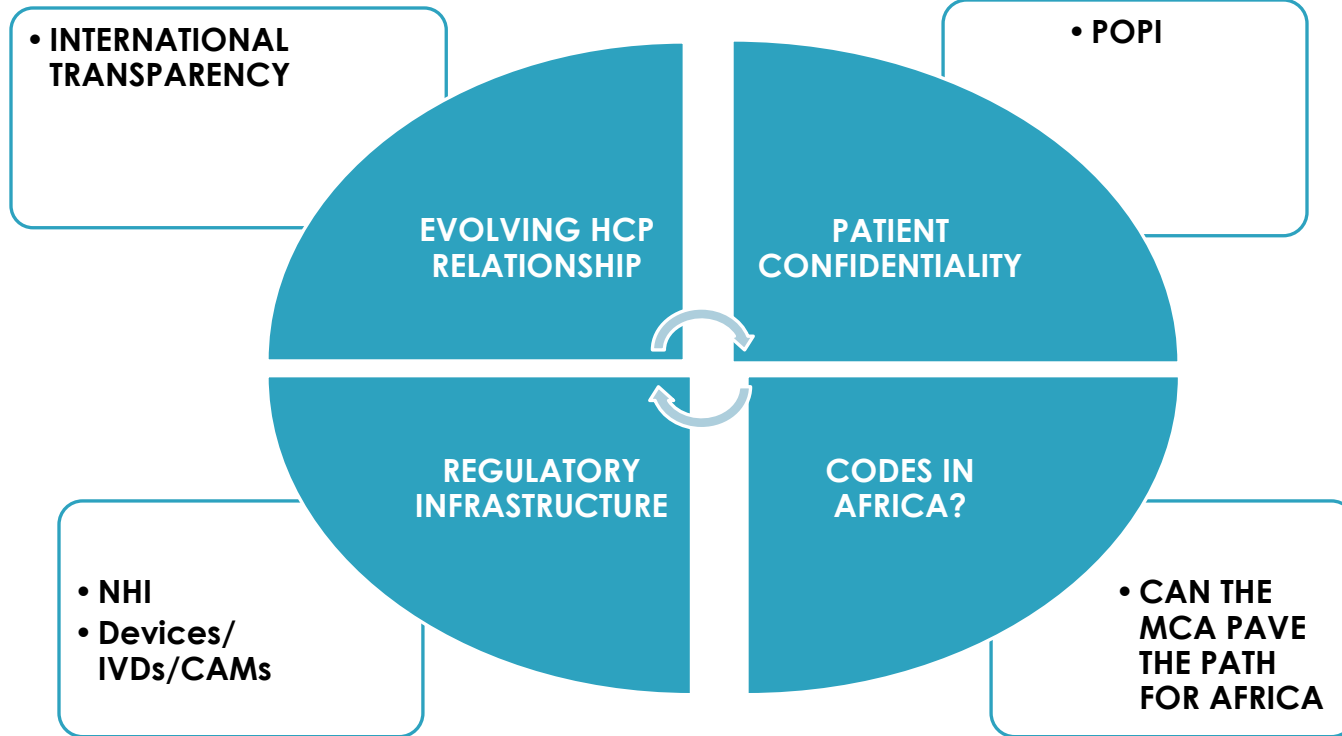 • INTERNATIONAL
TRANSPARENCY
• POPI
EVOLVING HCP
RELATIONSHIP
PATIENT
CONFIDENTIALITY
REGULATORY
INFRASTRUCTURE
CODES IN
AFRICA?
• NHI
• Devices/
IVDs/CAMs
• CAN THE
MCA PAVE
THE PATH
FOR AFRICA